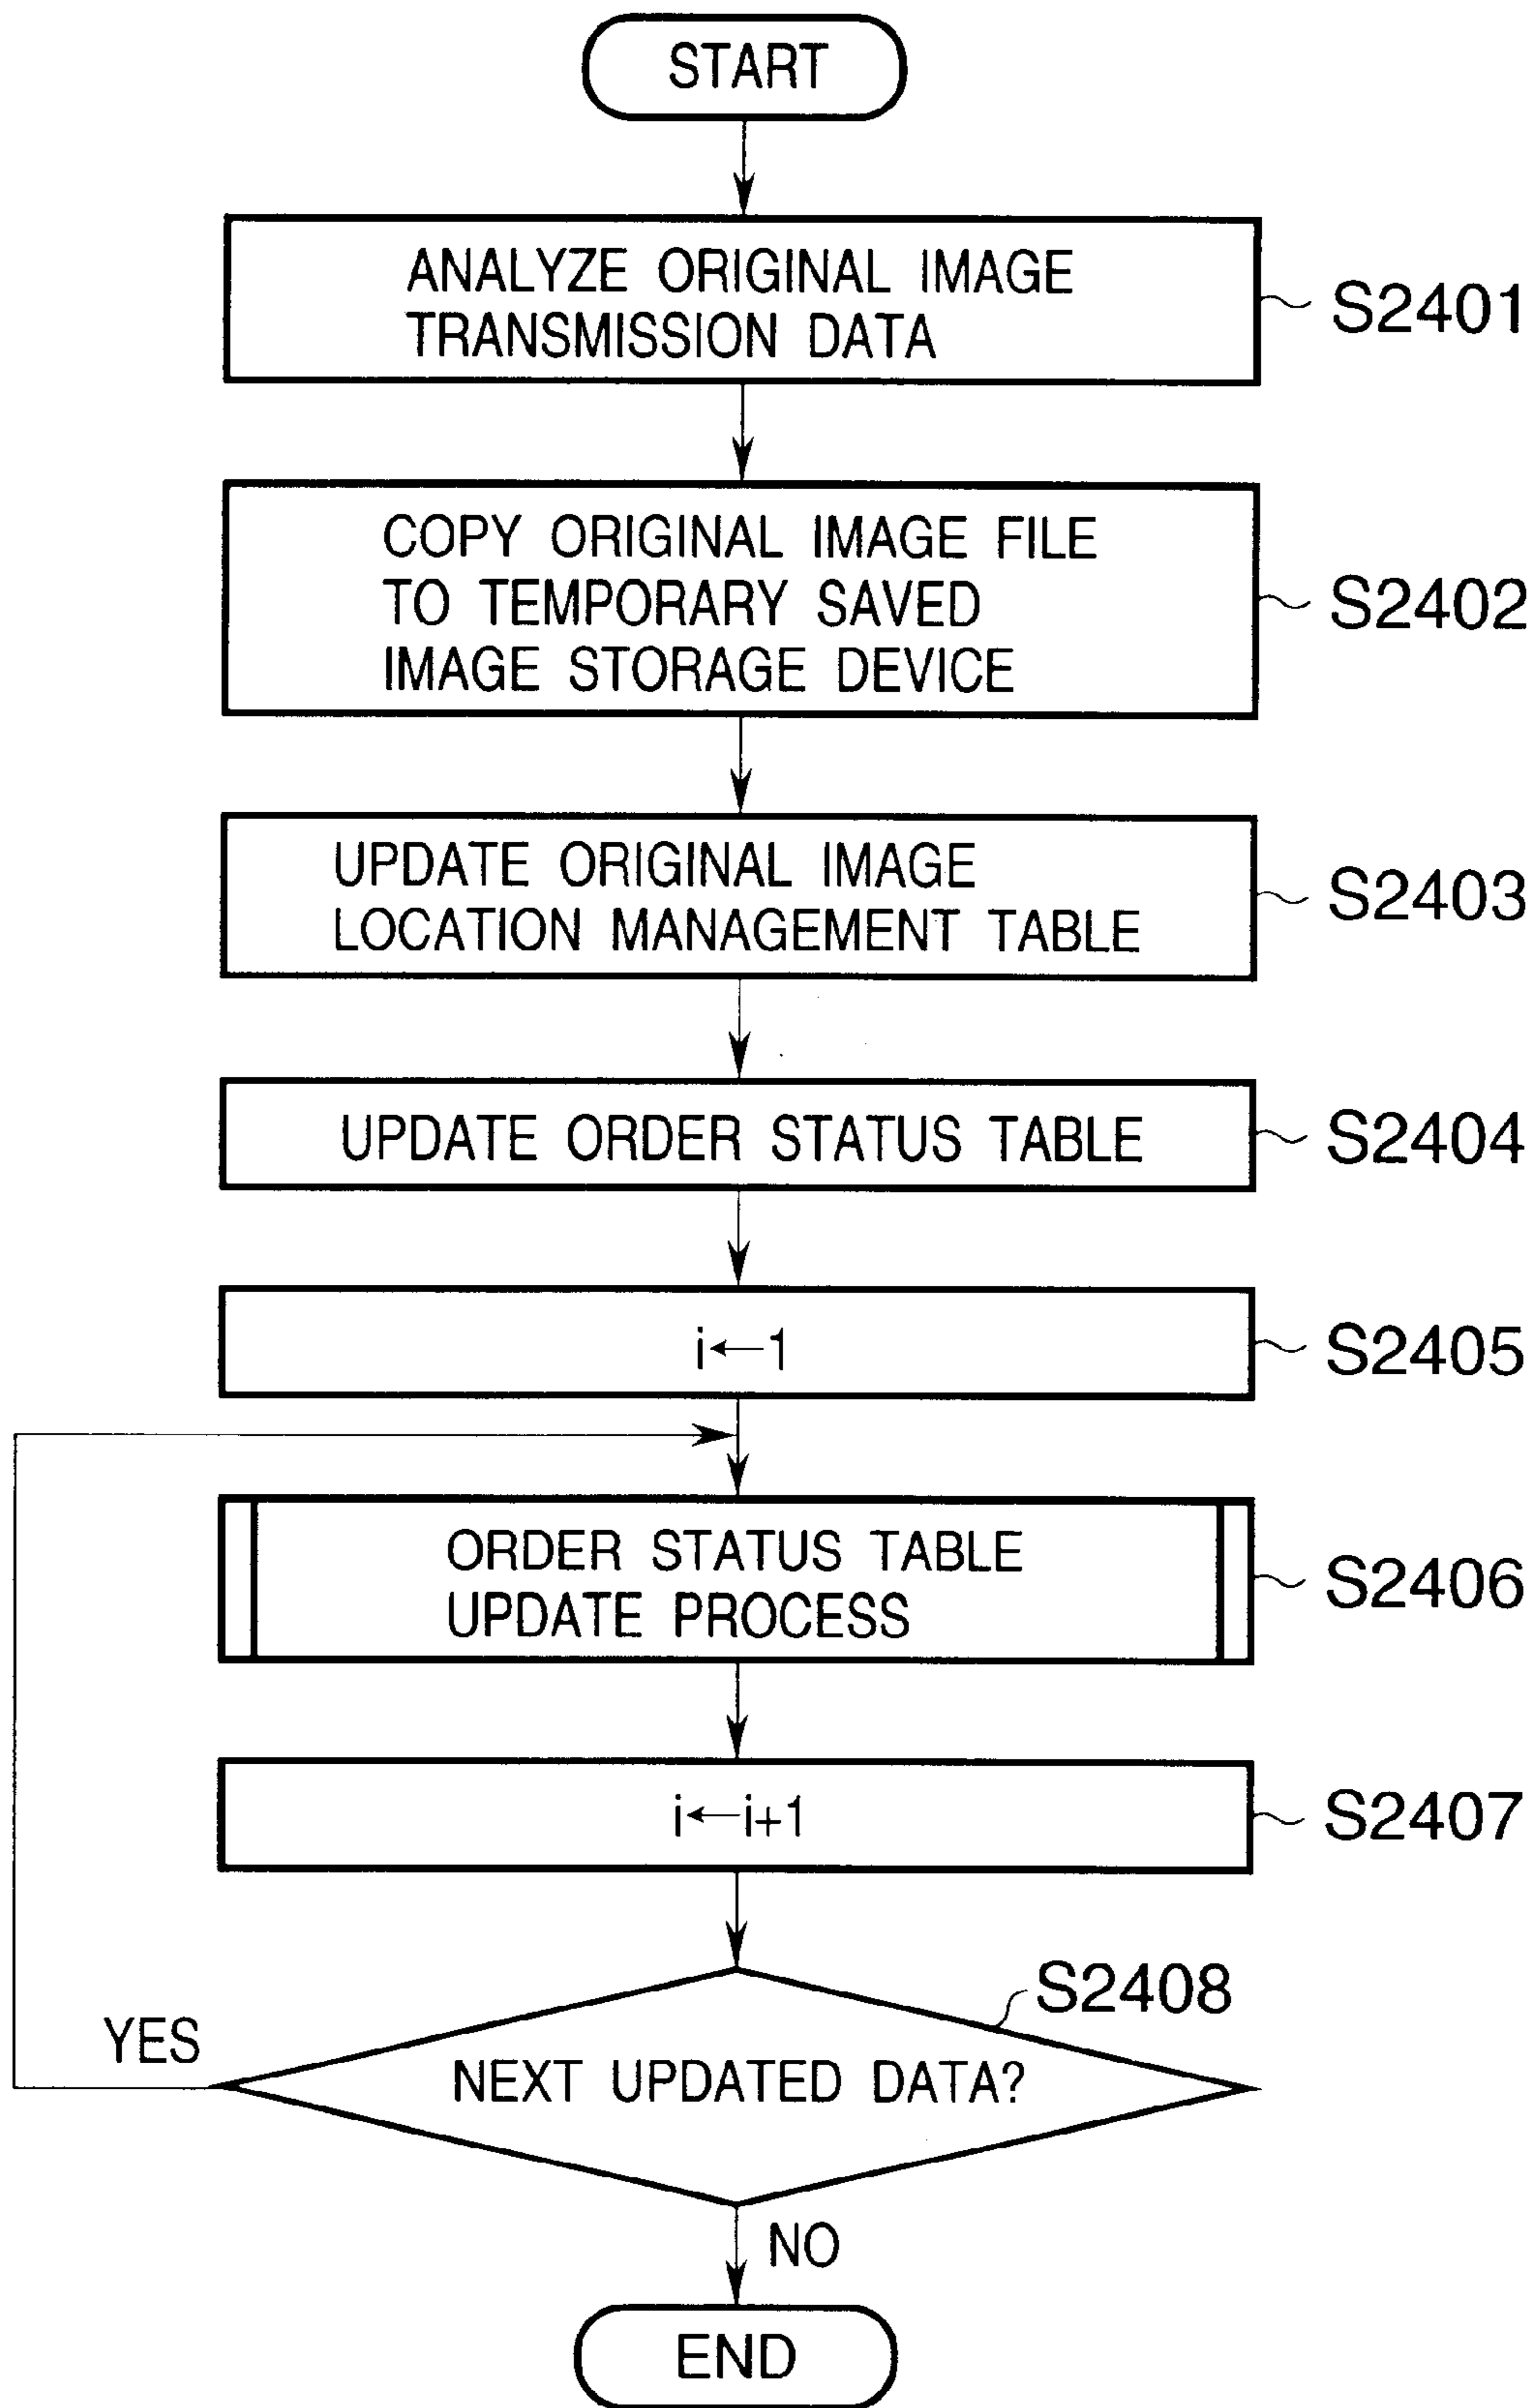 START
ANALYZE ORIGINAL IMAGE
TRANSMISSION DATA
S2401
COPY ORIGINAL IMAGE FILE
TO TEMPORARY SAVED
IMAGE STORAGE DEVICE
S2402
UPDATE ORIGINAL IMAGE
LOCATION MANAGEMENT TABLE
S2403
UPDATE ORDER STATUS TABLE
S2404
i←1
S2405
ORDER STATUS TABLE
UPDATE PROCESS
S2406
i←i+1
S2407
S2408
YES
NEXT UPDATED DATA?
NO
END